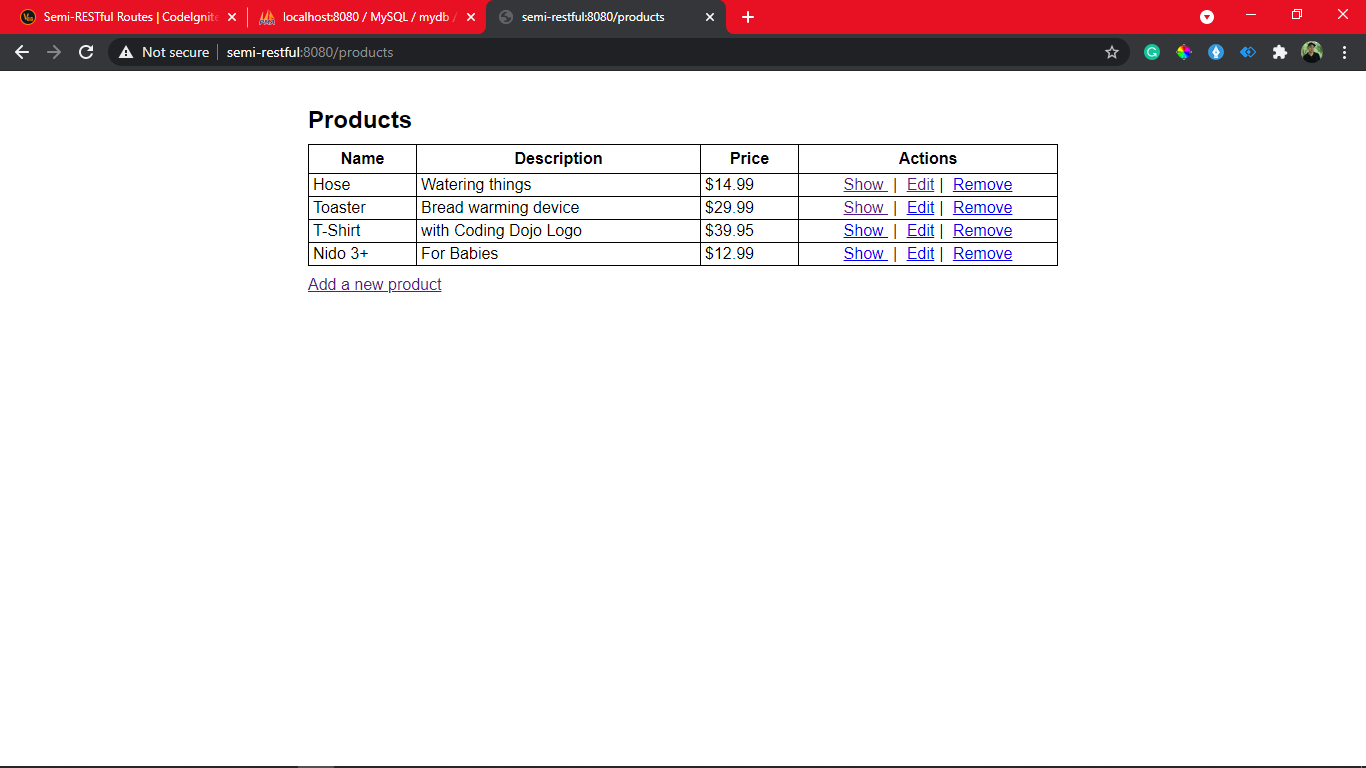 Semi-RESTful Routes | CodeIgnite
localhost:8080 / MySQL / mydb /
semi-restful:8080/products
Not secure | semi-restful:8080/products
Products
Name Description Price Actions
Hose Watering things $14.99 Show | Edit | Remove
Toaster Bread warming device $29.99 Show | Edit | Remove
T-Shirt with Coding Dojo Logo $39.95 Show | Edit | Remove
Nido 3+ For Babies $12.99 Show | Edit | Remove
Add a new product